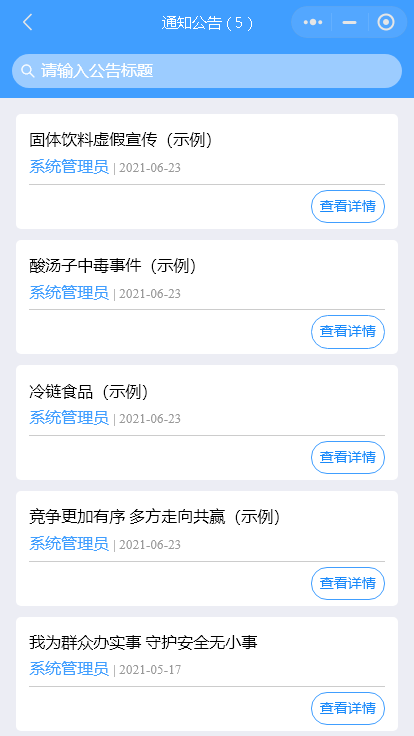 通知公告 ( 5 )
请输入公告标题
固体饮料虚假宣传（示例）
系统管理员 | 2021-06-23
查看详情
酸汤子中毒事件（示例）
系统管理员 | 2021-06-23
查看详情
冷链食品（示例）
系统管理员 | 2021-06-23
查看详情
竞争更加有序 多方走向共赢（示例）
系统管理员 | 2021-06-23
查看详情
我为群众办实事 守护安全无小事
系统管理员 | 2021-05-17
查看详情